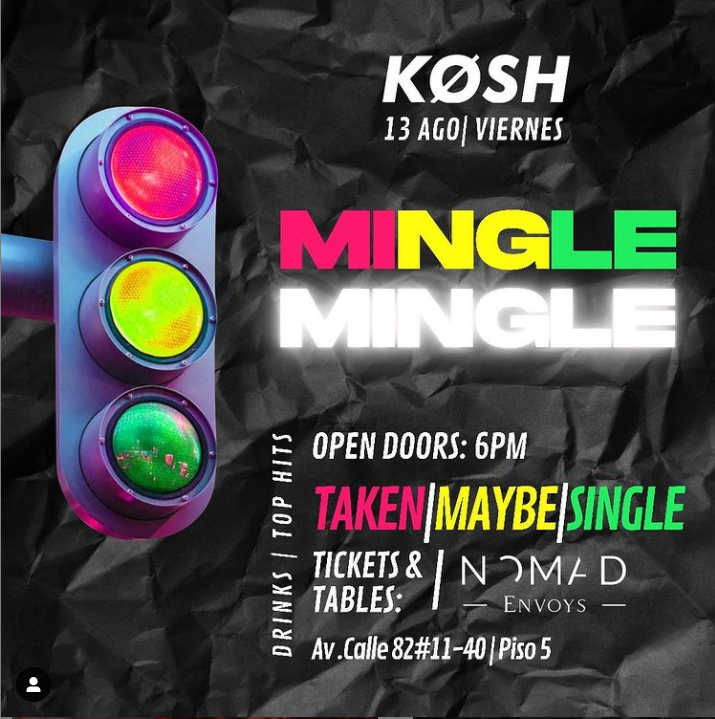 KØSH
13 AGO| VIERNES
MINGLE
MINGLE
DRINKS | TOP HITS
OPEN DOORS: 6PM
TAKEN|MAYBE|SINGLE
TICKETS &
TABLES:
| NOMAD
— ENVOYS —
Av.Calle 82#11-40|Piso 5